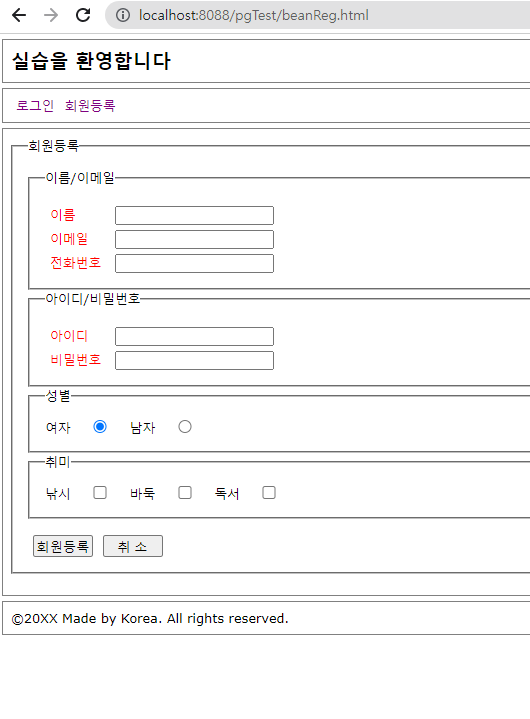 localhost:8088/pgTest/beanReg.html
실습을 환영합니다
로그인 회원등록
회원등록
이름/이메일
이름
이메일
전화번호
아이디/비밀번호
아이디
비밀번호
성별
여자 남자
취미
낚시 바둑 독서
회원등록 취 소
©20XX Made by Korea. All rights reserved.